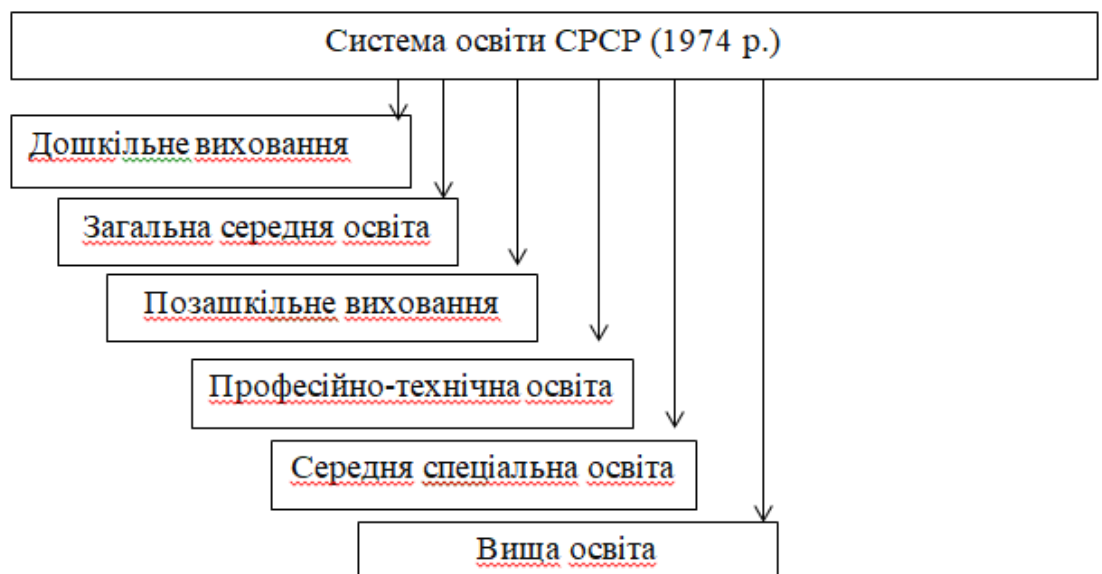 Система освіти СРСР (1974 р.)
Дошкільне виховання
Загальна середня освіта
Позашкільне виховання
Професійно-технічна освіта
Середня спеціальна освіта
Вища освіта